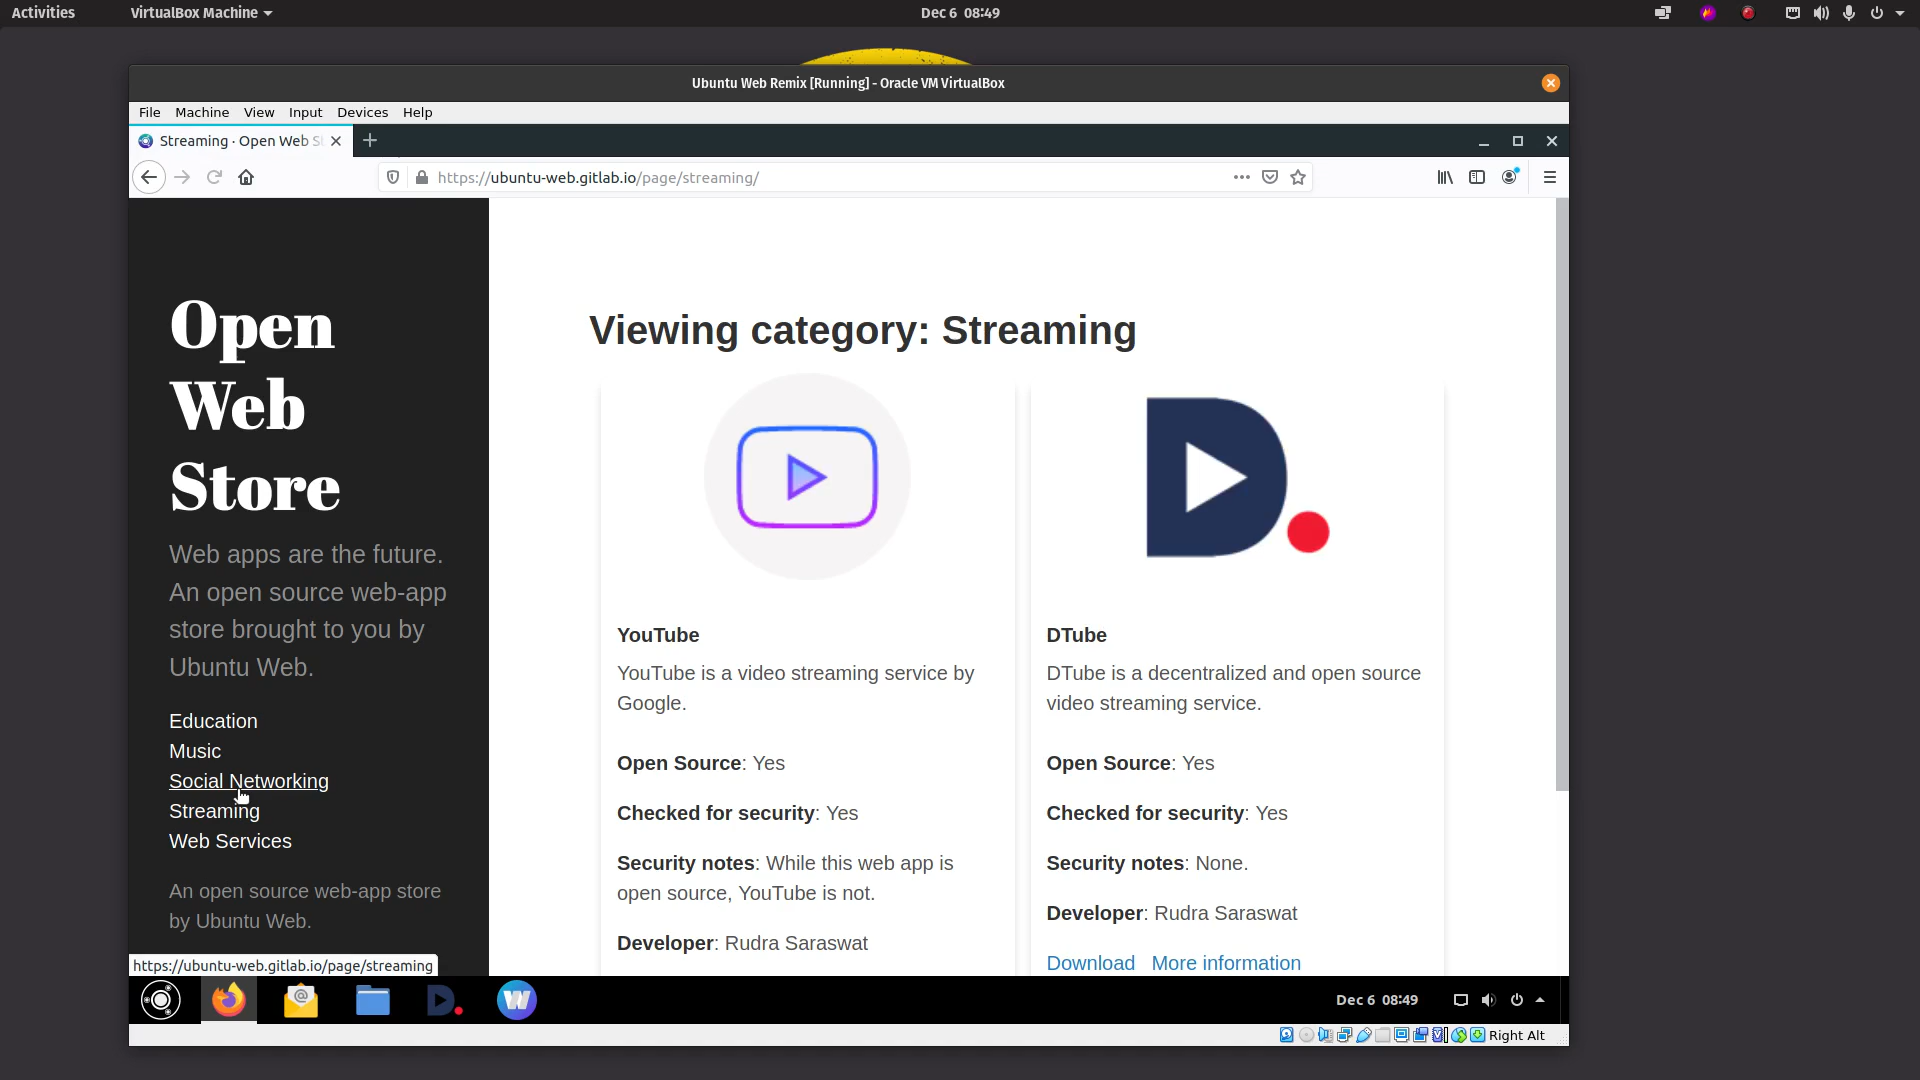 Activities
VirtualBox Machine
Dec 6 08:49
Ubuntu Web Remix [Running] - Oracle VM VirtualBox
File Machine View Input Devices Help
Streaming · Open Web S
https://ubuntu-web.gitlab.io/page/streaming/
Open
Web
Store
Web apps are the future.
An open source web-app
store brought to you by
Ubuntu Web.
Education
Music
Social Networking
Streaming
Web Services
An open source web-app store
by Ubuntu Web.
https://ubuntu-web.gitlab.io/page/streaming
Viewing category: Streaming
YouTube
YouTube is a video streaming service by
Google.
Open Source: Yes
Checked for security: Yes
Security notes: While this web app is
open source, YouTube is not.
Developer: Rudra Saraswat
DTube
DTube is a decentralized and open source
video streaming service.
Open Source: Yes
Checked for security: Yes
Security notes: None.
Developer: Rudra Saraswat
Download More information
Dec 6 08:49
Right Alt